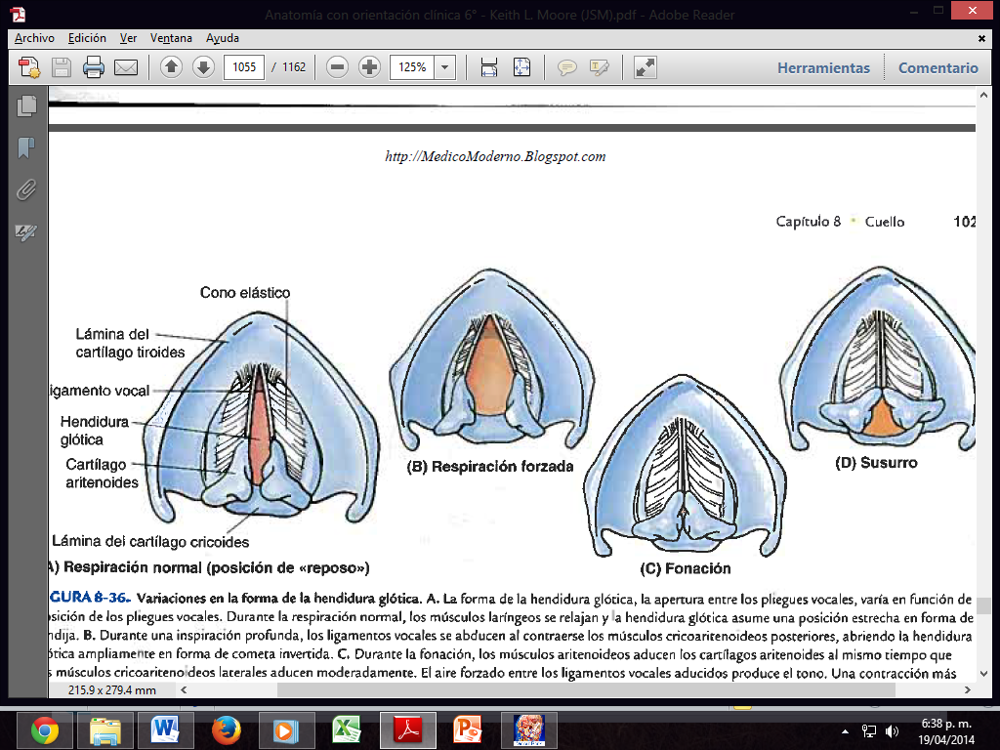 Anatomía con orientación clínica 6° - Keith L. Moore (JSM).pdf - Adobe Reader
Archivo Edición Ver Ventana Ayuda
1055 / 1162 125% Herramientas Comentario
http://MedicoModerno.Blogspot.com
Capítulo 8 • Cuello 102
Cono elástico
Lámina del
cartílago tiroides
igamento vocal
Hendidura
glótica
Cartílago
aritenoides
Lámina del cartílago cricoides
A) Respiración normal (posición de «reposo»)
(B) Respiración forzada
(C) Fonación
(D) Susurro
GURA 8-36. Variaciones en la forma de la hendidura glótica. A. La forma de la hendidura glótica, la apertura entre los pliegues vocales, varía en función de
sición de los pliegues vocales. Durante la respiración normal, los músculos laríngeos se relajan y la hendidura glótica asume una posición estrecha en forma de
ndija. B. Durante una inspiración profunda, los ligamentos vocales se abducen al contraerse los músculos cricoaritenoideos posteriores, abriendo la hendidura
ótica ampliamente en forma de cometa invertida. C. Durante la fonación, los músculos aritenoideos aducen los cartílagos aritenoides al mismo tiempo que
s músculos cricoaritenoideos laterales aducen moderadamente. El aire forzado entre los ligamentos vocales aducidos produce el tono. Una contracción más
215.9 x 279.4 mm
6:38 p. m.
19/04/2014